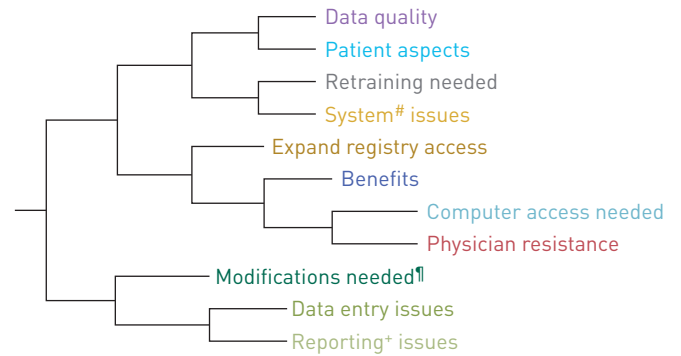 Data quality
Patient aspects
Retraining needed
System# issues
Expand registry access
Benefits
Computer access needed
Physician resistance
Modifications needed¶
Data entry issues
Reporting+ issues